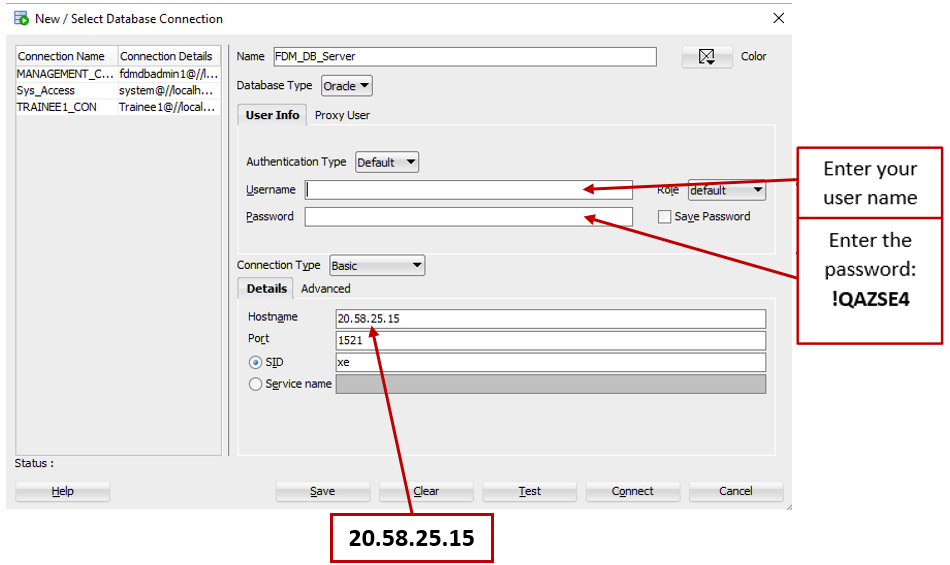 New / Select Database Connection
Connection Name Connection Details
MANAGEMENT_C... fdmdbadmin1@//l...
Sys_Access system@//localh...
TRAINEE1_CON Trainee1@//local...
Name FDM_DB_Server Color
Database Type Oracle
User Info Proxy User
Authentication Type Default
Username Role default
Password Save Password
Connection Type Basic
Details Advanced
Hostname 20.58.25.15
Port 1521
SID xe
Service name
Status :
Help Save Clear Test Connect Cancel
Enter your
user name
Enter the
password:
!QAZSE4
20.58.25.15